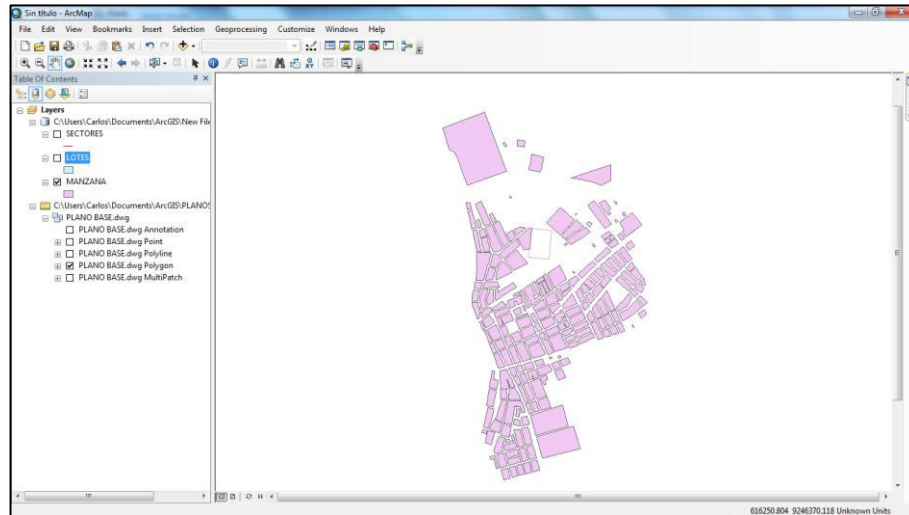 Sin título - ArcMap
File Edit View Bookmarks Insert Selection Geoprocessing Customize Windows Help
Table Of Contents
Layers
C:\Users\Carlos\Documents\ArcGIS\New File
SECTORES
LOTES
MANZANA
C:\Users\Carlos\Documents\ArcGIS\PLANOS
PLANO BASE.dwg
PLANO BASE.dwg Annotation
PLANO BASE.dwg Point
PLANO BASE.dwg Polyline
PLANO BASE.dwg Polygon
PLANO BASE.dwg MultiPatch
616250.804 9246370.118 Unknown Units